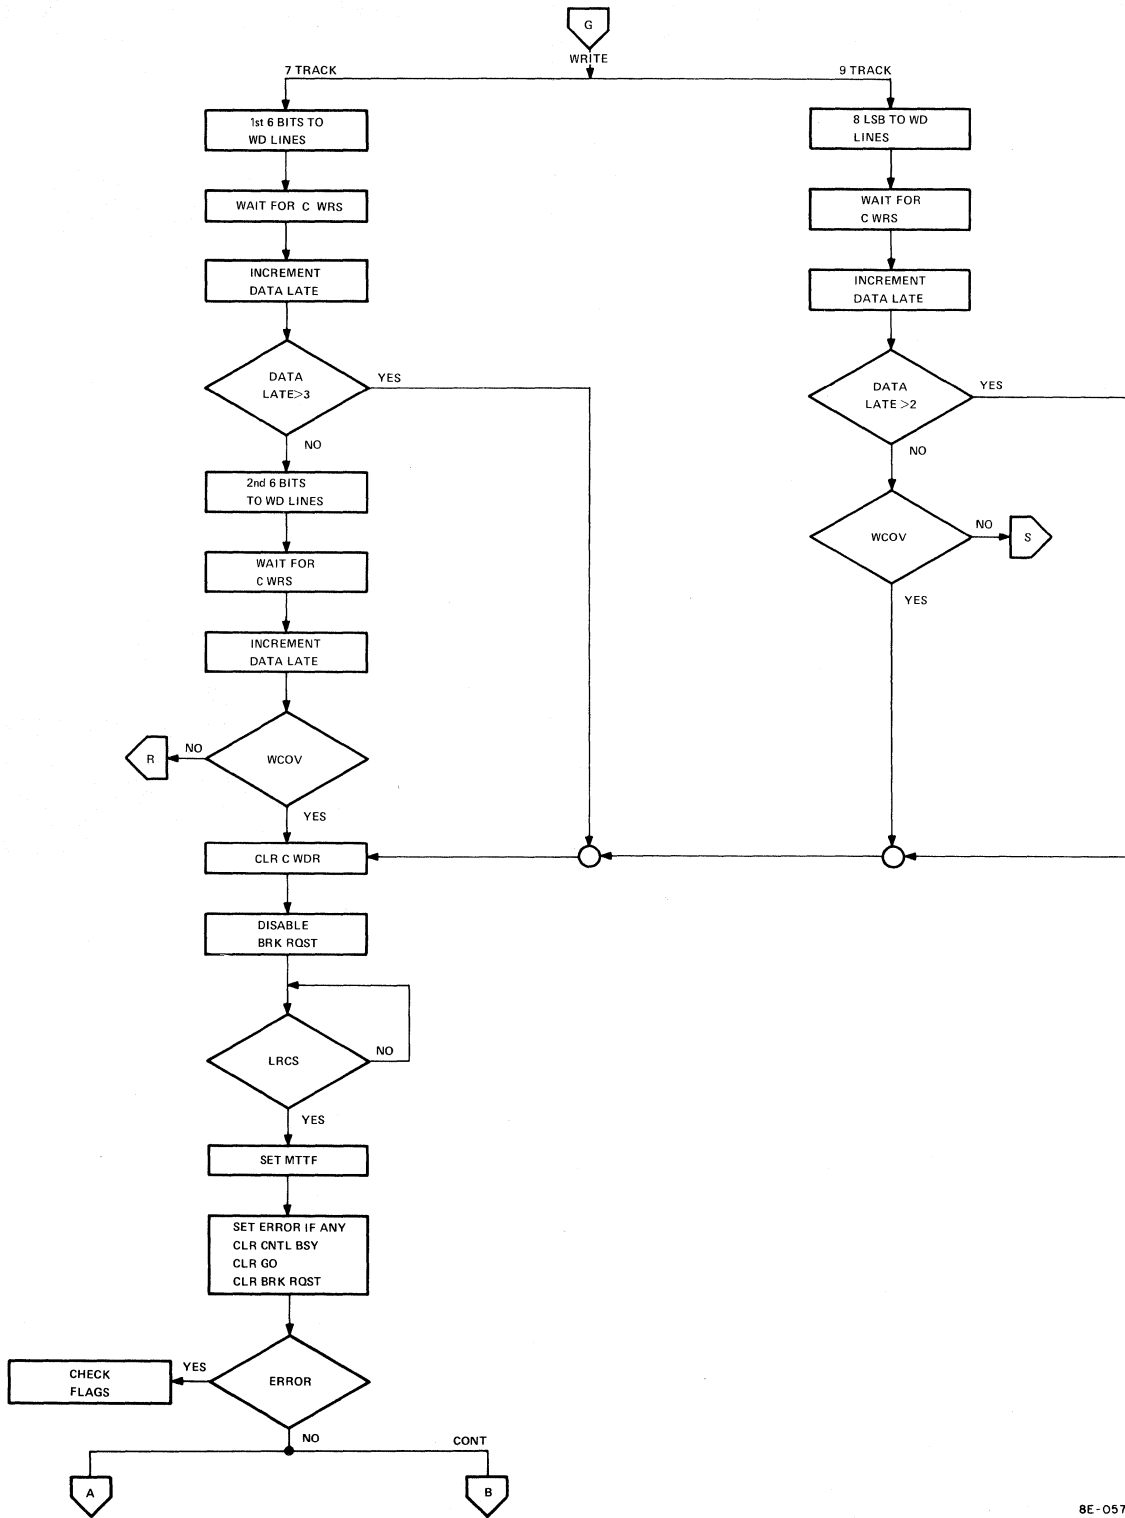 G
WRITE
7 TRACK
9 TRACK
1st 6 BITS TO
WD LINES
8 LSB TO WD
LINES
WAIT FOR C WRS
WAIT FOR
C WRS
INCREMENT
DATA LATE
INCREMENT
DATA LATE
DATA
LATE>3
YES
DATA
LATE >2
YES
NO
NO
2nd 6 BITS
TO WD LINES
WCOV
NO
S
WAIT FOR
C WRS
YES
INCREMENT
DATA LATE
R
NO
WCOV
YES
CLR C WDR
DISABLE
BRK RQST
LRCS
NO
YES
SET MTTF
SET ERROR IF ANY
CLR CNTL BSY
CLR GO
CLR BRK RQST
CHECK
FLAGS
YES
ERROR
NO
CONT
A
B
8E-057